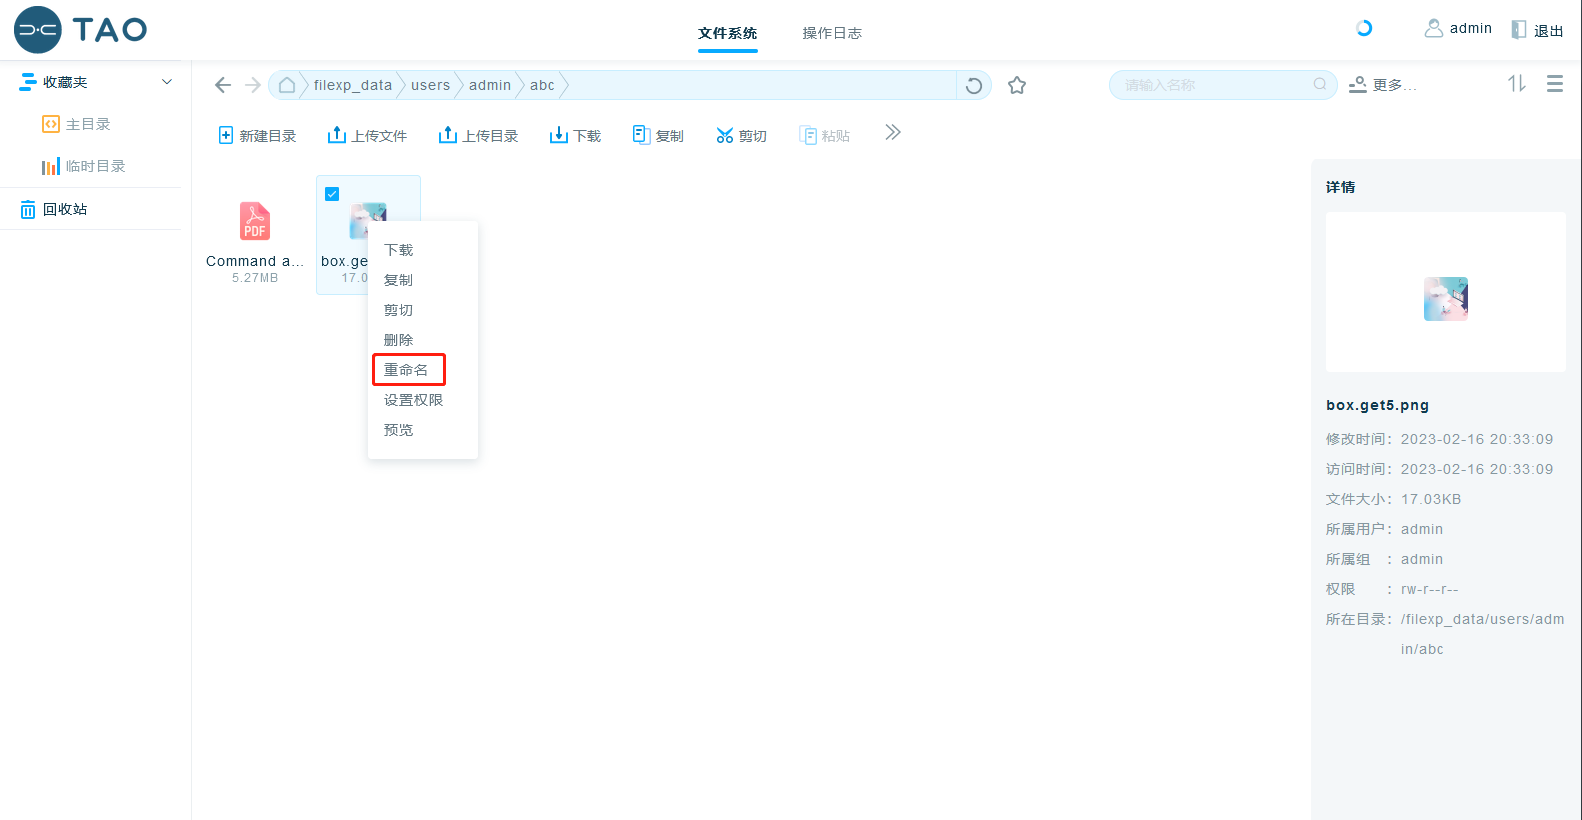 TAO
文件系统
操作日志
admin
退出
收藏夹
主目录
临时目录
回收站
filexp_data
users
admin
abc
请输入名称
更多...
新建目录
上传文件
上传目录
下载
复制
剪切
粘贴
PDF
Command a...
5.27MB
box.ge
17.0
下载
复制
剪切
删除
重命名
设置权限
预览
详情
box.get5.png
修改时间：2023-02-16 20:33:09
访问时间：2023-02-16 20:33:09
文件大小：17.03KB
所属用户：admin
所属组 ：admin
权限 ：rw-r--r--
所在目录：/filexp_data/users/adm
in/abc